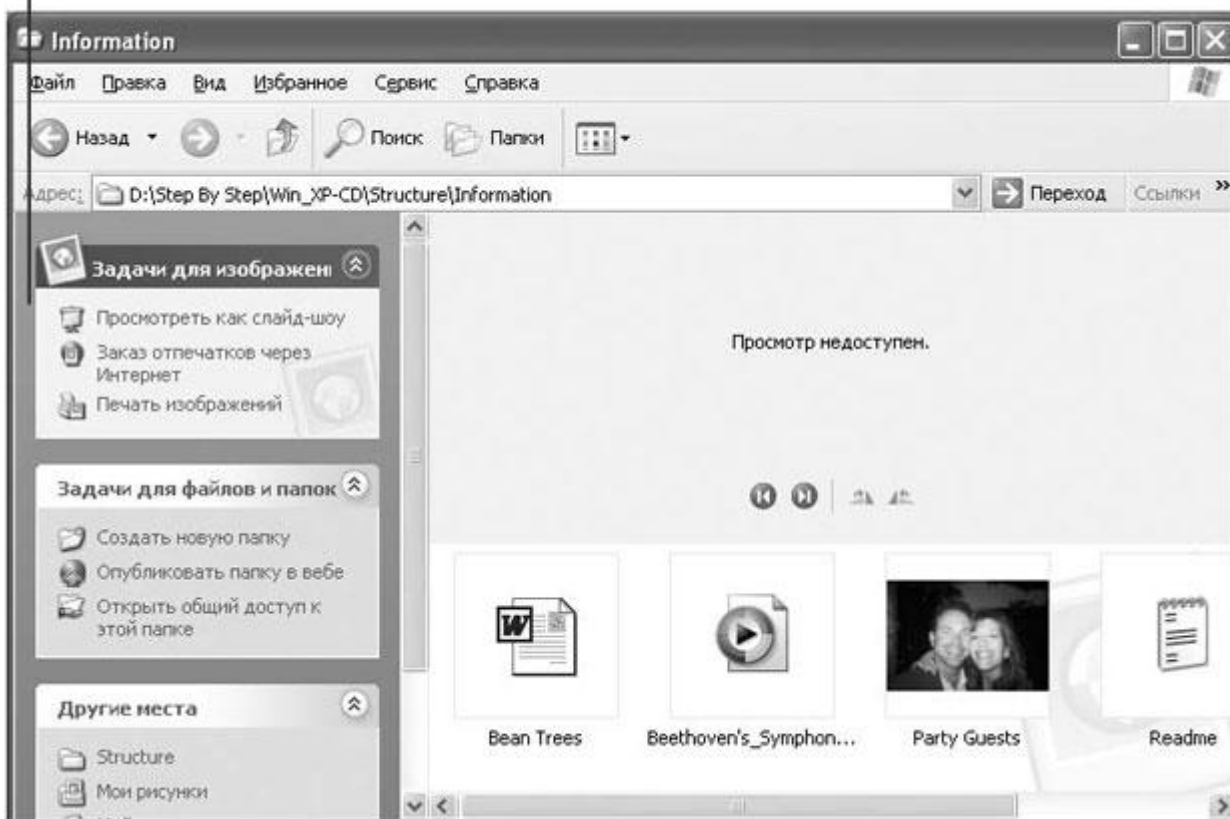 Information
Файл Правка Вид Избранное Сервис Справка
Назад Поиск Папки
Адрес: D:\Step By Step\Win_XP-CD\Structure\Information Переход Ссылки »
Задачи для изображени
Просмотреть как слайд-шоу
Заказ отпечатков через
Интернет
Печать изображений
Задачи для файлов и папок
Создать новую папку
Опубликовать папку в вебе
Открыть общий доступ к
этой папке
Другие места
Structure
Мои рисунки
Просмотр недоступен.
W
Bean Trees
Beethoven's_Symphon...
Party Guests
Readme